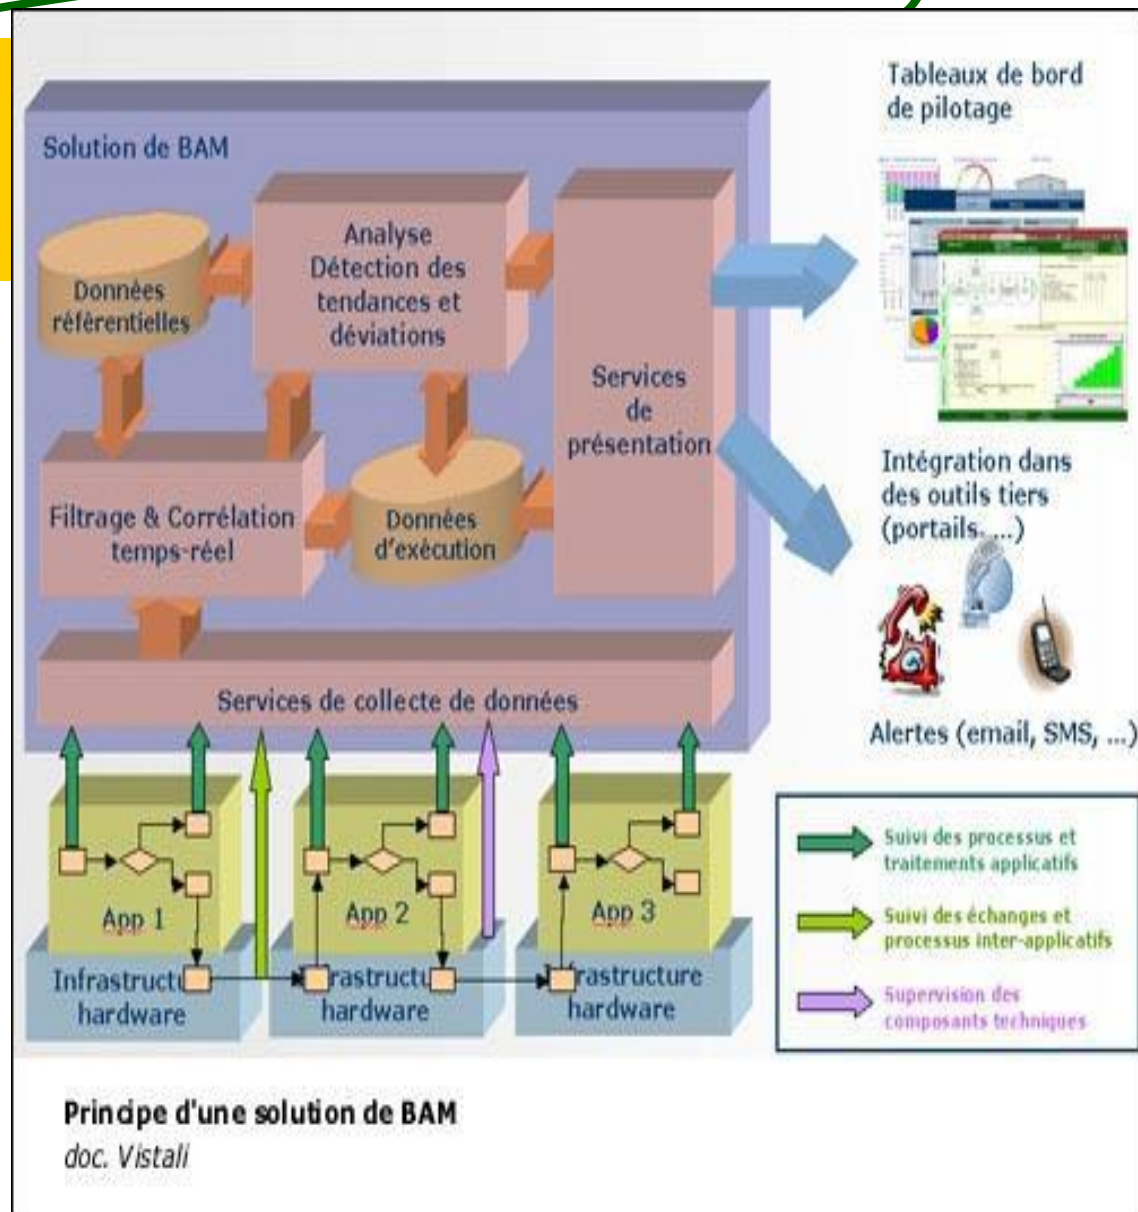 Tableaux de bord
de pilotage
Solution de BAM
Analyse
Détection des
tendances et
déviations
Données
référentielles
Services
de
présentation
Intégration dans
des outils tiers
(portails, ...)
Filtrage & Corrélation
temps-réel
Données
d'exécution
Services de collecte de données
Alertes (email, SMS, ...)
App 1
App 2
App 3
Suivi des processus et
traitements applicatifs
Suivi des échanges et
processus inter-applicatifs
Supervision des
composants techniques
Infrastructu
hardware
rastructu
hardware
frastructure
hardware
Principe d'une solution de BAM
doc. Vistali